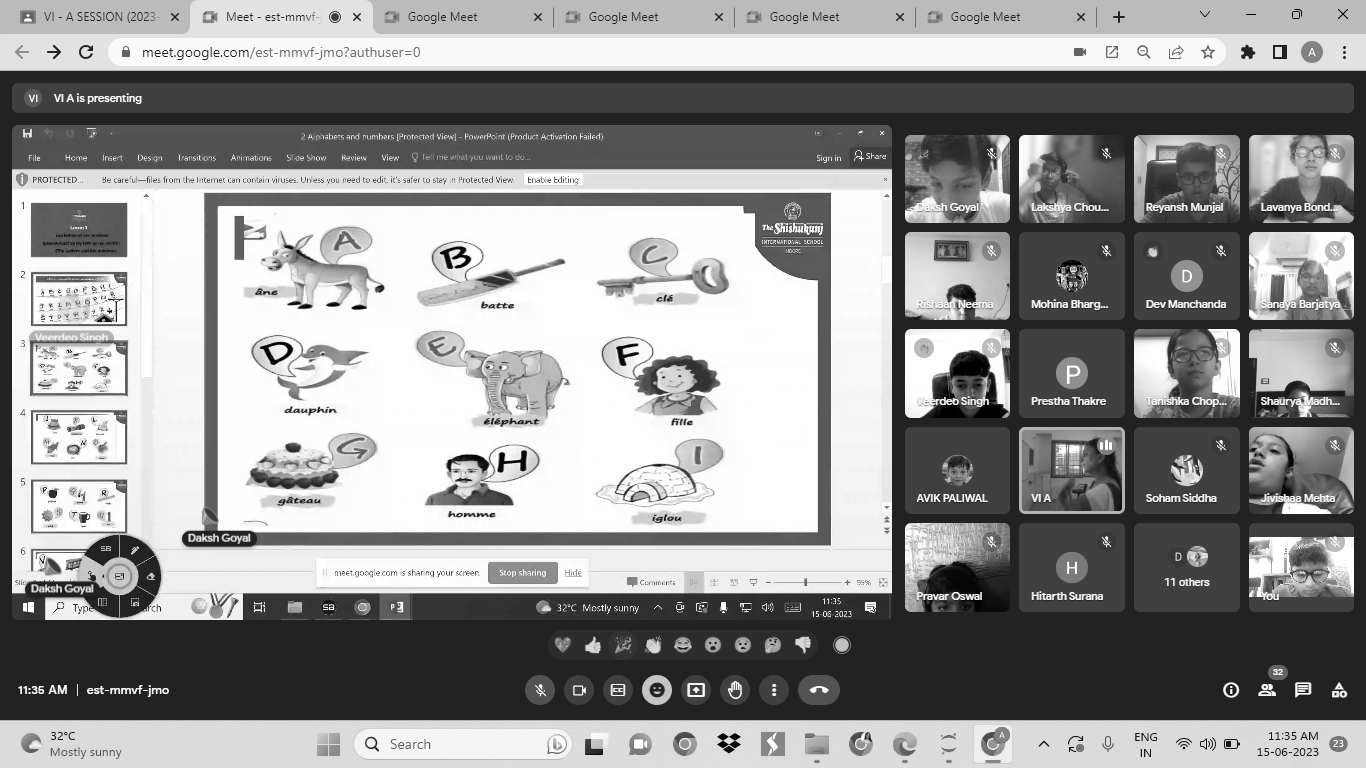 VI - A SESSION (2023-
Meet - est-mmvf-
Google Meet
Google Meet
Google Meet
Google Meet
meet.google.com/est-mmvf-jmo?authuser=0
A
VI
VI A is presenting
2 Alphabets and numbers [Protected View] - PowerPoint (Product Activation Failed)
File Home Insert Design Transitions Animations Slide Show Review View Tell me what you want to do... Sign in Share
PROTECTED... Be careful—files from the Internet can contain viruses. Unless you need to edit, it's safer to stay in Protected View. Enable Editing
1
2
3
4
5
6
Veerdeo Singh
The Shishukunj
INTERNATIONAL SCHOOL
INDORE
A
B
C
âne
batte
clé
D
E
F
dauphin
éléphant
fille
G
H
I
gâteau
homme
iglou
Daksh Goyal
Daksh Goyal
SB
meet.google.com is sharing your screen.
Stop sharing
Hide
Comments
95%
32°C Mostly sunny
11:35
15-06-2023
Daksh Goyal
Lakshya Chou...
Reyansh Munjal
Lavanya Bond...
Rishaan Neema
Mohina Bharg...
D
Dev Manchanda
Sanaya Barjatya
Veerdeo Singh
P
Prestha Thakre
Tanishka Chop...
Shaurya Madh...
AVIK PALIWAL
VI A
Soham Siddha
Jivishaa Mehta
Pravar Oswal
H
Hitarth Surana
D
11 others
You
11:35 AM | est-mmvf-jmo
32
32°C
Mostly sunny
Search
ENG
IN
11:35 AM
15-06-2023
23